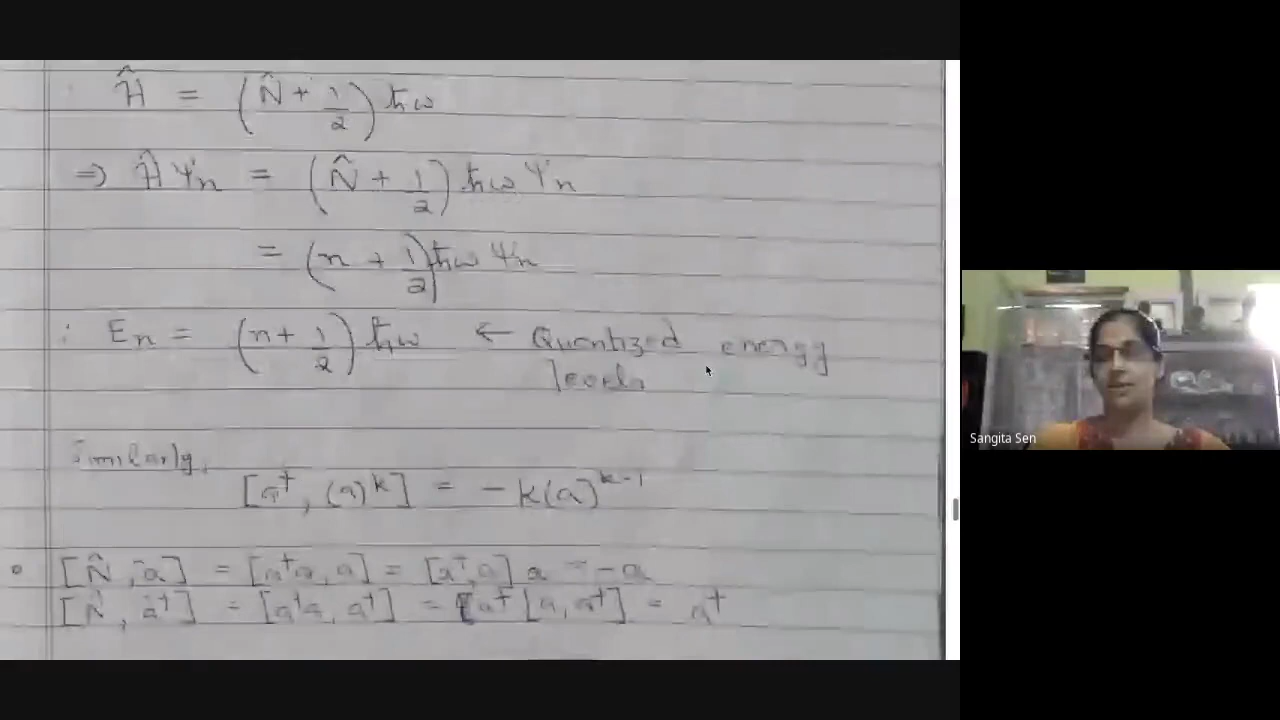 ∴ Ĥ = (N̂ + 1/2) ħω
⇒ ĤΨn = (N̂ + 1/2) ħω Ψn
= (n + 1/2) ħω Ψn
∴ En = (n + 1/2) ħω ← Quantized energy
levels
Similarly,
[a†, (a)^k] = -k(a)^k-1
[N̂, a] = [a†a, a] = [a†, a] a = -a
[N̂, a†] = [a†a, a†] = a† [a, a†] = a†
Sangita Sen